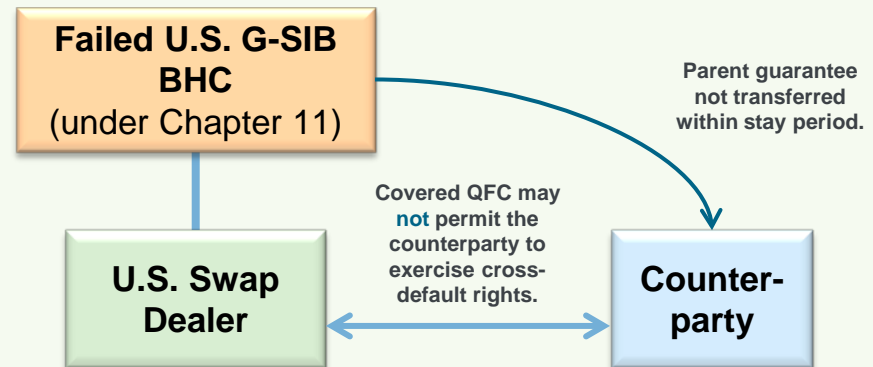 Failed U.S. G-SIB
BHC
(under Chapter 11)
Parent guarantee
not transferred
within stay period.
Covered QFC may
not permit the
counterparty to
exercise cross-
default rights.
U.S. Swap
Dealer
Counter-
party